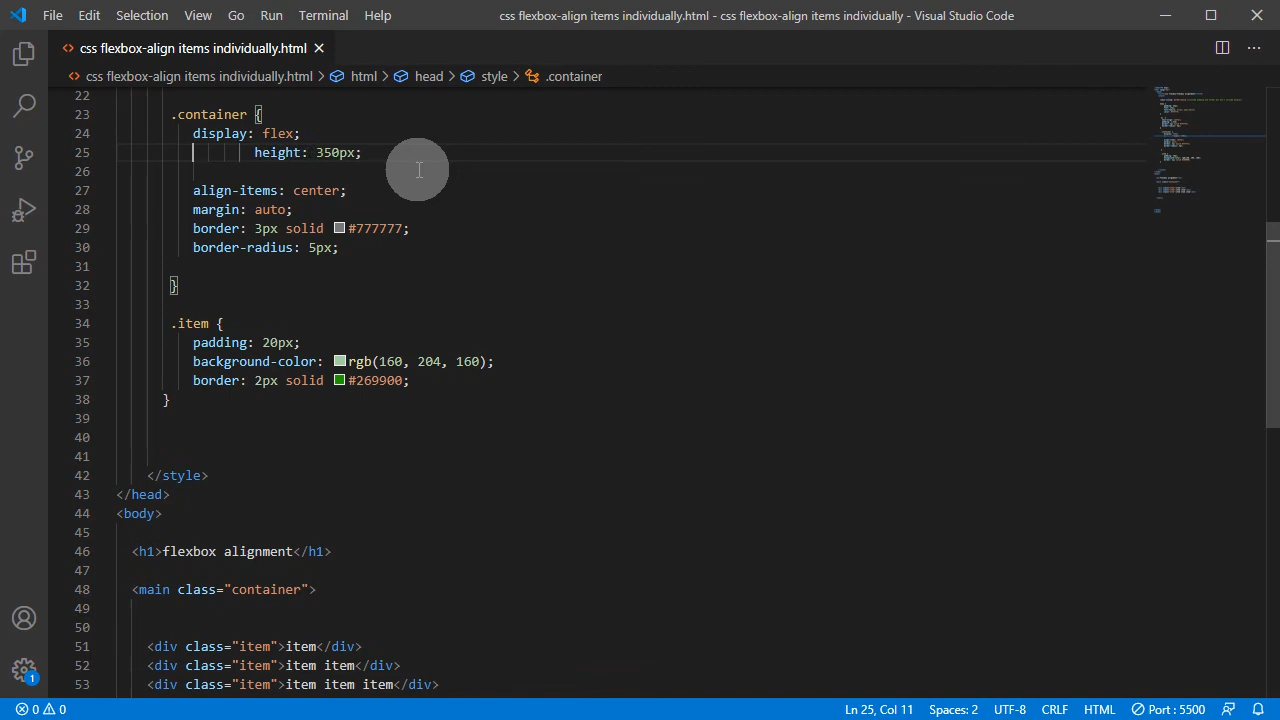 File Edit Selection View Go Run Terminal Help css flexbox-align items individually.html - css flexbox-align items individually - Visual Studio Code
css flexbox-align items individually.html
css flexbox-align items individually.html > html > head > style > .container
22
23 .container {
24 display: flex;
25 height: 350px;
26
27 align-items: center;
28 margin: auto;
29 border: 3px solid #777777;
30 border-radius: 5px;
31
32 }
33
34 .item {
35 padding: 20px;
36 background-color: rgb(160, 204, 160);
37 border: 2px solid #269900;
38 }
39
40
41
42 </style>
43 </head>
44 <body>
45
46 <h1>flexbox alignment</h1>
47
48 <main class="container">
49
50
51 <div class="item">item</div>
52 <div class="item">item item</div>
53 <div class="item">item item item</div>
1
0 0 Ln 25, Col 11 Spaces: 2 UTF-8 CRLF HTML Port : 5500